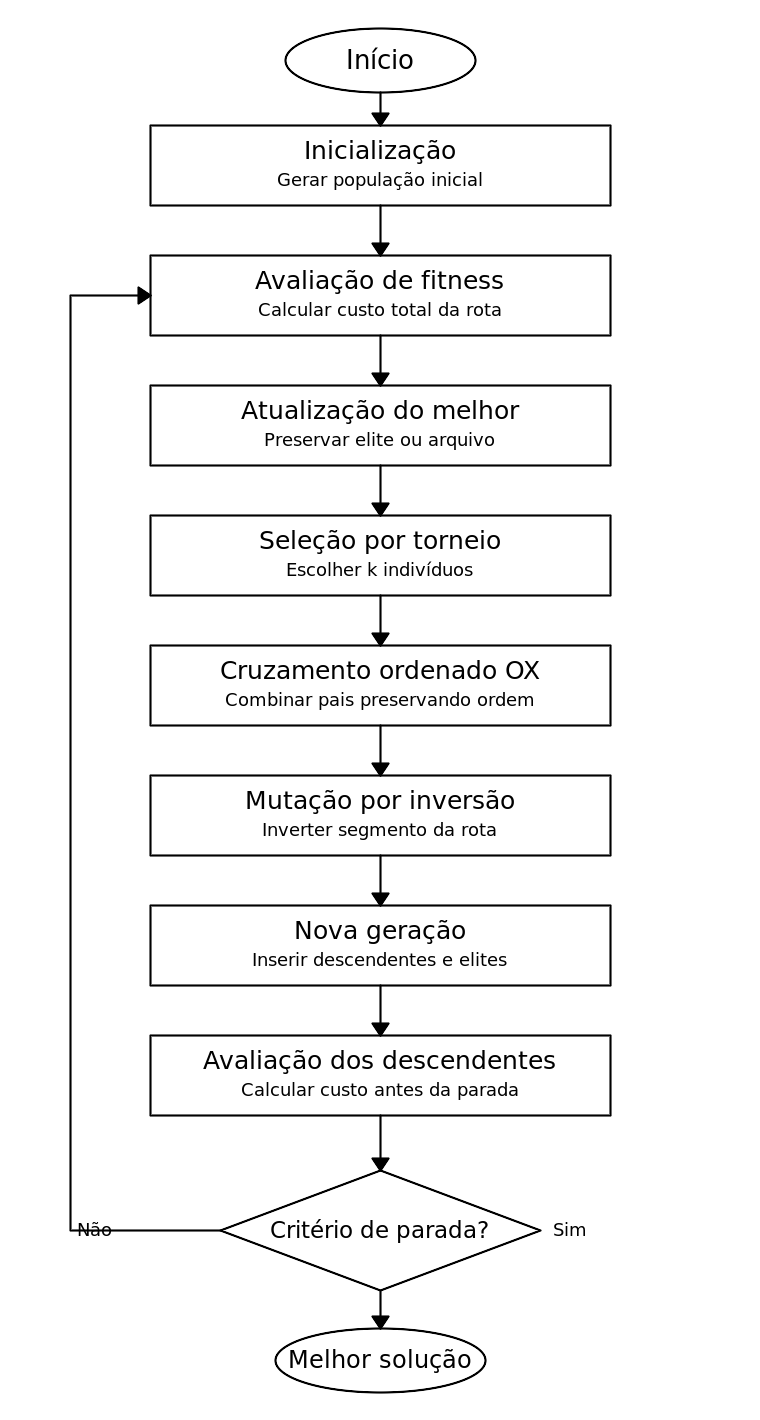 Início
Inicialização
Gerar população inicial
Avaliação de fitness
Calcular custo total da rota
Atualização do melhor
Preservar elite ou arquivo
Seleção por torneio
Escolher k indivíduos
Cruzamento ordenado OX
Combinar pais preservando ordem
Mutação por inversão
Inverter segmento da rota
Nova geração
Inserir descendentes e elites
Avaliação dos descendentes
Calcular custo antes da parada
Não
Critério de parada?
Sim
Melhor solução